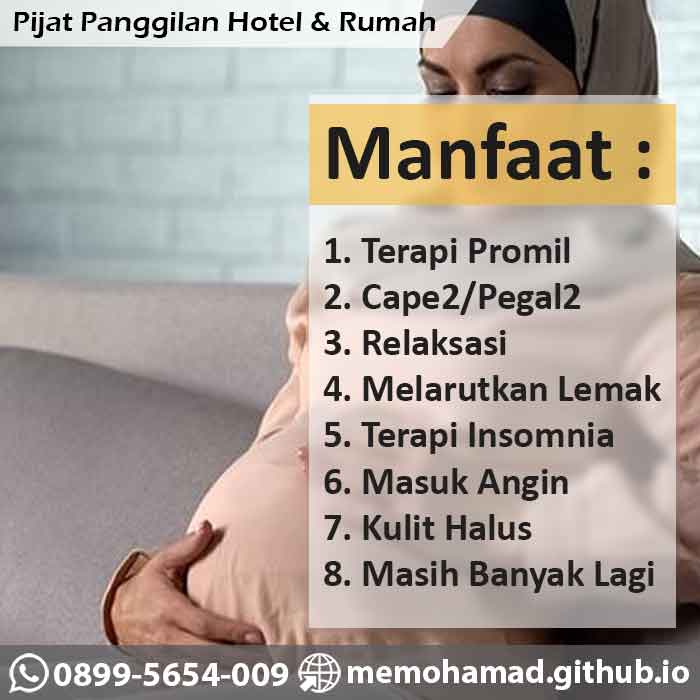 Pijat Panggilan Hotel & Rumah
Manfaat :
1. Terapi Promil
2. Cape2/Pegal2
3. Relaksasi
4. Melarutkan Lemak
5. Terapi Insomnia
6. Masuk Angin
7. Kulit Halus
8. Masih Banyak Lagi
0899-5654-009 memohamad.github.io